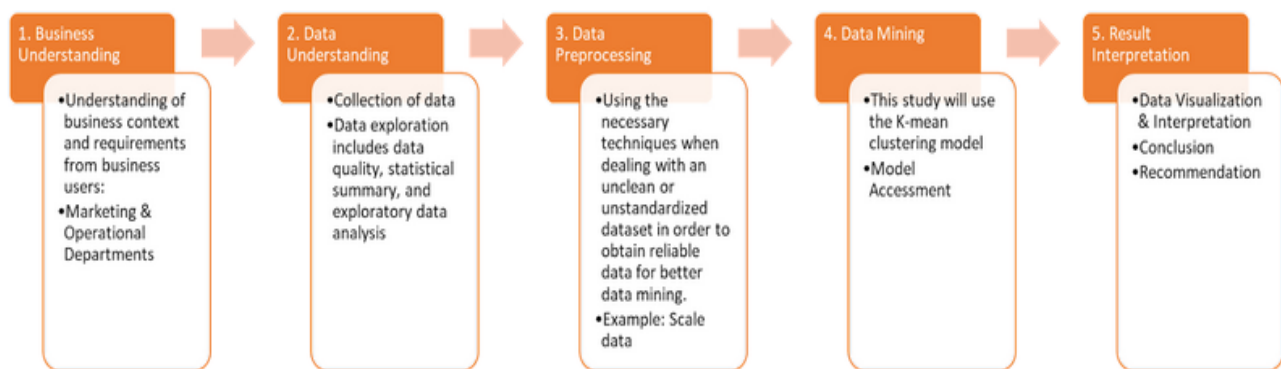 1. Business
Understanding
•Understanding of
business context
and requirements
from business
users:
•Marketing &
Operational
Departments
2. Data
Understanding
•Collection of data
•Data exploration
includes data
quality, statistical
summary, and
exploratory data
analysis
3. Data
Preprocessing
•Using the
necessary
techniques when
dealing with an
unclean or
unstandardized
dataset in order to
obtain reliable
data for better
data mining.
•Example: Scale
data
4. Data Mining
•This study will use
the K-mean
clustering model
•Model
Assessment
5. Result
Interpretation
•Data Visualization
& Interpretation
•Conclusion
•Recommendation